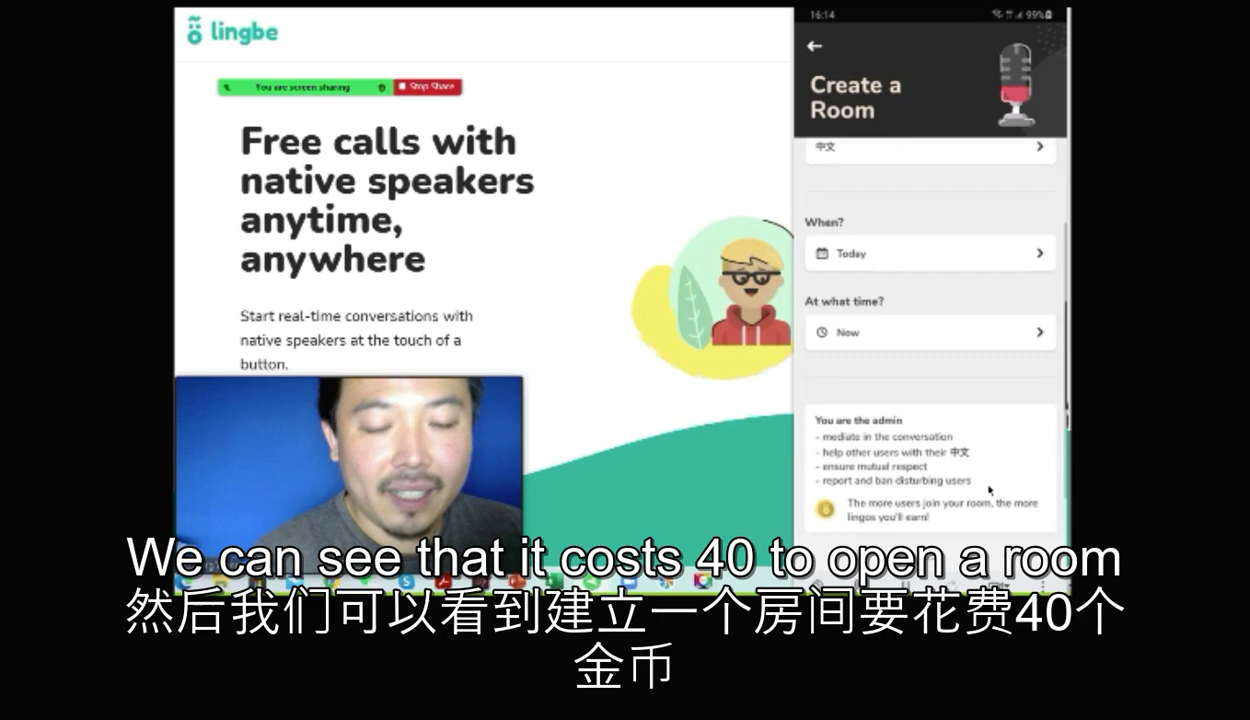 lingbe
You are screen sharing
Stop Share
Free calls with
native speakers
anytime,
anywhere
Start real-time conversations with
native speakers at the touch of a
button.
16:14
99%
Create a
Room
中文
When?
Today
At what time?
Now
You are the admin
- mediate in the conversation
- help other users with their 中文
- ensure mutual respect
- report and ban disturbing users
The more users join your room, the more
lingos you'll earn!
We can see that it costs 40 to open a room
然后我们可以看到建立一个房间要花费40个
金币